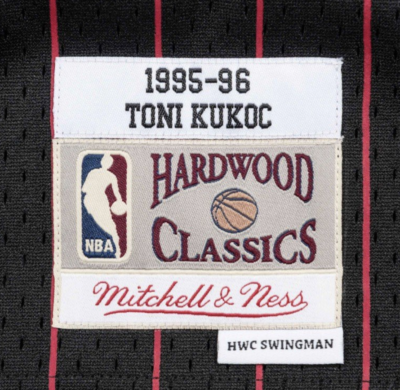 1995-96
TONI KUKOC
HARDWOOD
NBA
CLASSICS
Mitchell & Ness
HWC SWINGMAN